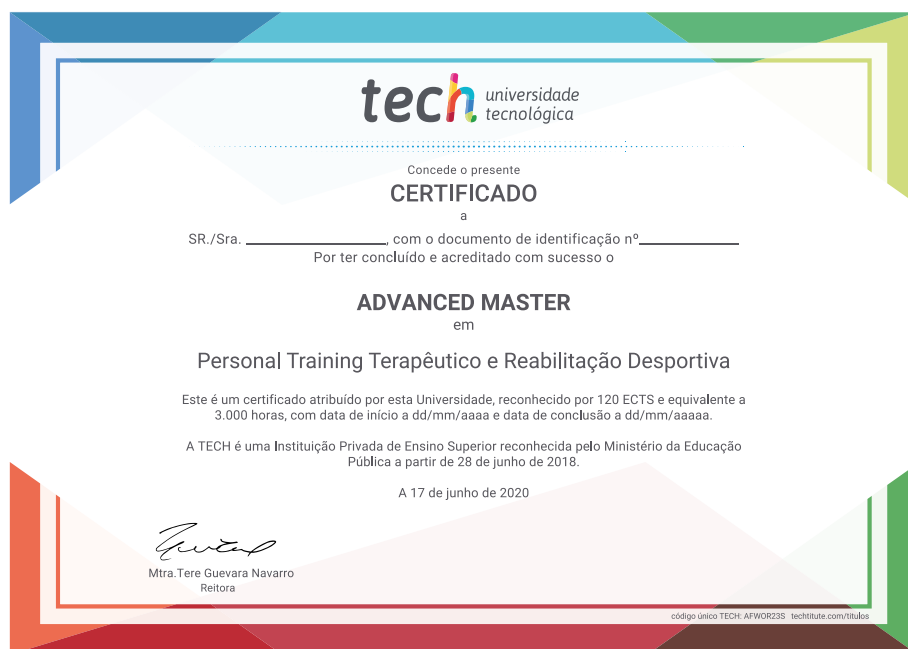 tech universidade
tecnológica
Concede o presente
CERTIFICADO
a
SR./Sra. ________________, com o documento de identificação nº____________
Por ter concluído e acreditado com sucesso o
ADVANCED MASTER
em
Personal Training Terapêutico e Reabilitação Desportiva
Este é um certificado atribuído por esta Universidade, reconhecido por 120 ECTS e equivalente a
3.000 horas, com data de início a dd/mm/aaaa e data de conclusão a dd/mm/aaaaa.
A TECH é uma Instituição Privada de Ensino Superior reconhecida pelo Ministério da Educação
Pública a partir de 28 de junho de 2018.
A 17 de junho de 2020
Mtra.Tere Guevara Navarro
Reitora
código único TECH: AFWOR23S techtitute.com/titulos